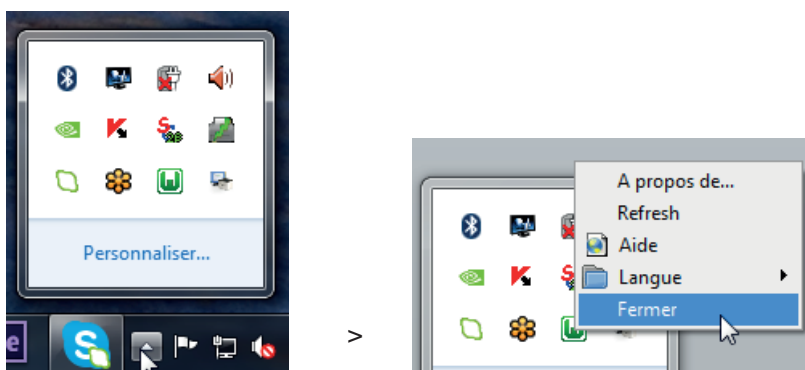 Personnaliser...
>
A propos de...
Refresh
Aide
Langue
Fermer